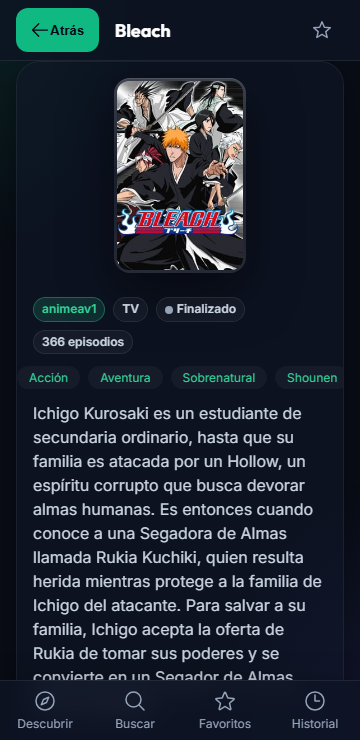 Atrás
Bleach
BLEACH
ブリーチ
animeav1
TV
Finalizado
366 episodios
Acción
Aventura
Sobrenatural
Shounen
Ichigo Kurosaki es un estudiante de
secundaria ordinario, hasta que su
familia es atacada por un Hollow, un
espíritu corrupto que busca devorar
almas humanas. Es entonces cuando
conoce a una Segadora de Almas
llamada Rukia Kuchiki, quien resulta
herida mientras protege a la familia de
Ichigo del atacante. Para salvar a su
familia, Ichigo acepta la oferta de
Rukia de tomar sus poderes y se
convierte en un Segador de Almas
Descubrir
Buscar
Favoritos
Historial